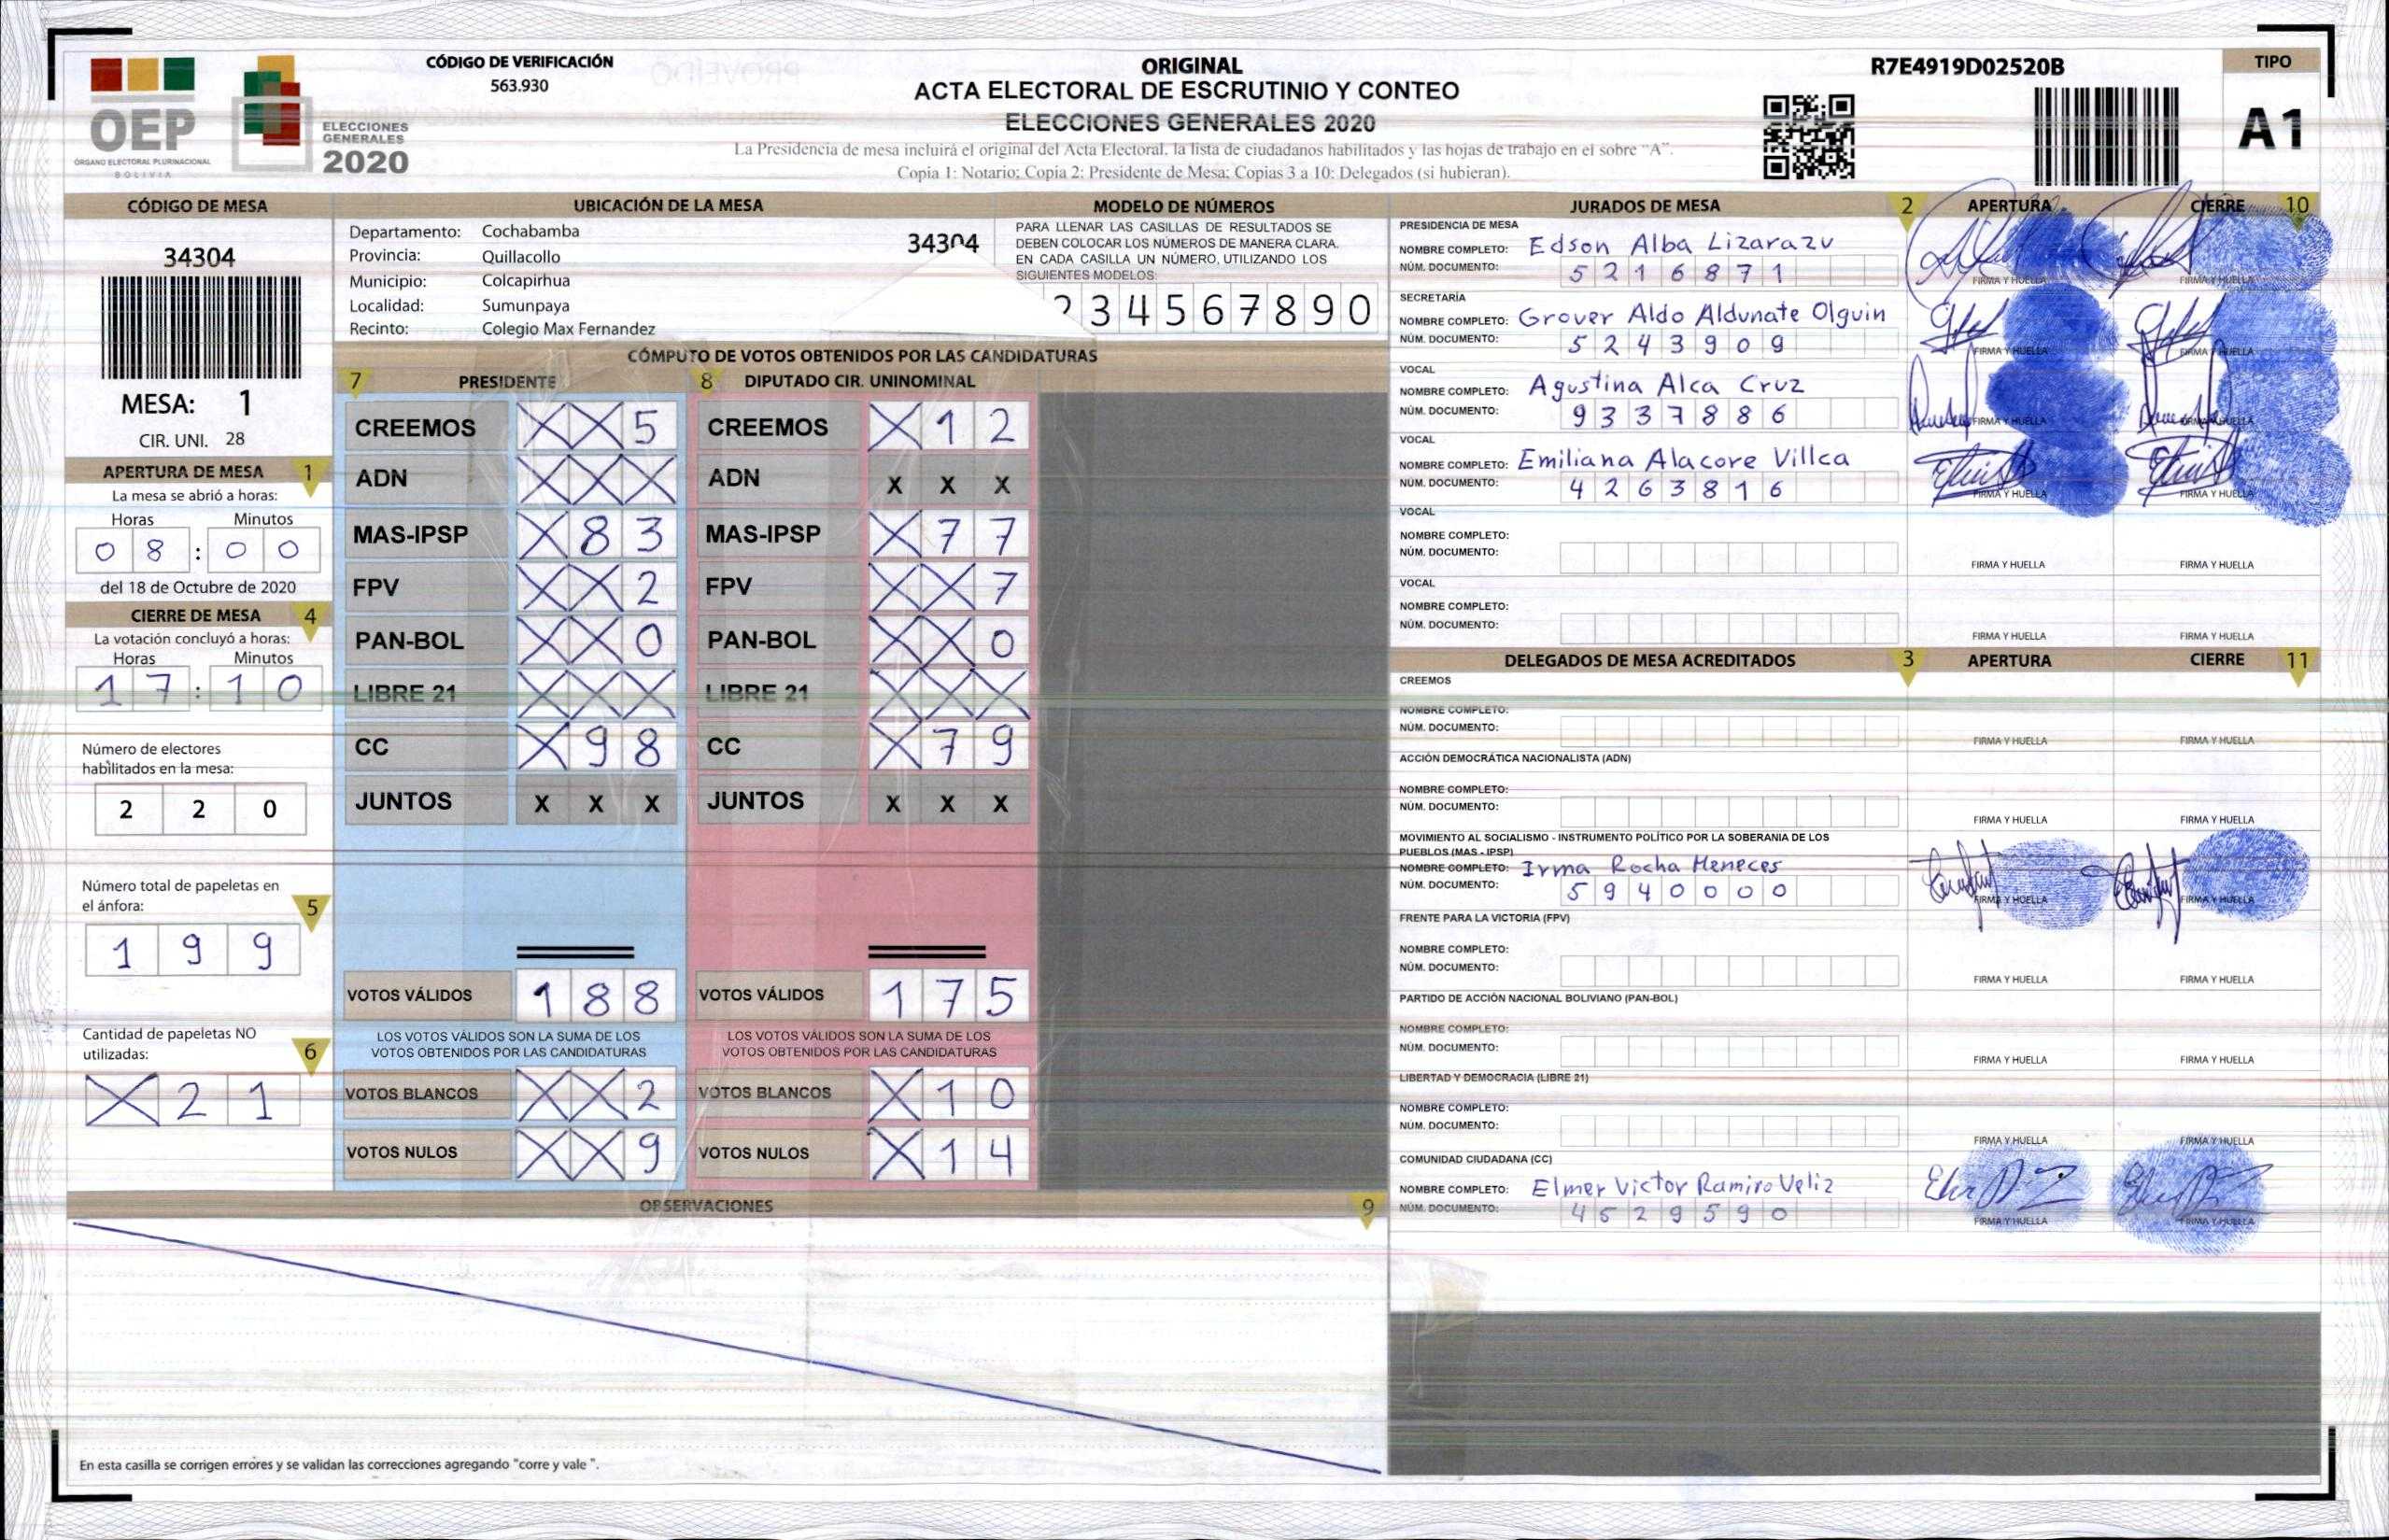 OEP
ÓRGANO ELECTORAL PLURINACIONAL
BOLIVIA
ELECCIONES
GENERALES
2020
CÓDIGO DE VERIFICACIÓN
563.930
ORIGINAL
ACTA ELECTORAL DE ESCRUTINIO Y CONTEO
ELECCIONES GENERALES 2020
La Presidencia de mesa incluirá el original del Acta Electoral, la lista de ciudadanos habilitados y las hojas de trabajo en el sobre "A".
Copia 1: Notario; Copia 2: Presidente de Mesa; Copias 3 a 10: Delegados (si hubieran).
R7E4919D02520B
TIPO
A1
CÓDIGO DE MESA
34304
MESA: 1
CIR. UNI. 28
APERTURA DE MESA 1
La mesa se abrió a horas:
Horas Minutos
08:00
del 18 de Octubre de 2020
CIERRE DE MESA 4
La votación concluyó a horas:
Horas Minutos
17:10
Número de electores
habilitados en la mesa:
2 2 0
Número total de papeletas en
el ánfora: 5
1 9 9
Cantidad de papeletas NO
utilizadas: 6
X 2 1
UBICACIÓN DE LA MESA
Departamento: Cochabamba
Provincia: Quillacollo
Municipio: Colcapirhua
Localidad: Sumunpaya
Recinto: Colegio Max Fernandez
34304
MODELO DE NÚMEROS
PARA LLENAR LAS CASILLAS DE RESULTADOS SE
DEBEN COLOCAR LOS NÚMEROS DE MANERA CLARA.
EN CADA CASILLA UN NÚMERO, UTILIZANDO LOS
SIGUIENTES MODELOS:
2 3 4 5 6 7 8 9 0
CÓMPUTO DE VOTOS OBTENIDOS POR LAS CANDIDATURAS
7 PRESIDENTE 8 DIPUTADO CIR. UNINOMINAL
CREEMOS X X 5 CREEMOS X 1 2
ADN X X X ADN X X X
MAS-IPSP X 8 3 MAS-IPSP X 7 7
FPV X X 2 FPV X X 7
PAN-BOL X X 0 PAN-BOL X X 0
LIBRE 21 X X X LIBRE 21 X X X
CC X 9 8 CC X 7 9
JUNTOS X X X JUNTOS X X X
VOTOS VÁLIDOS 1 8 8 VOTOS VÁLIDOS 1 7 5
LOS VOTOS VÁLIDOS SON LA SUMA DE LOS LOS VOTOS VÁLIDOS SON LA SUMA DE LOS
VOTOS OBTENIDOS POR LAS CANDIDATURAS VOTOS OBTENIDOS POR LAS CANDIDATURAS
VOTOS BLANCOS X X 2 VOTOS BLANCOS X 1 0
VOTOS NULOS X X 9 VOTOS NULOS X 1 4
OBSERVACIONES 9
En esta casilla se corrigen errores y se validan las correcciones agregando "corre y vale ".
JURADOS DE MESA 2 APERTURA CIERRE 10
PRESIDENCIA DE MESA
NOMBRE COMPLETO: Edson Alba Lizarazu
NÚM. DOCUMENTO: 5216871
FIRMA Y HUELLA FIRMA Y HUELLA
SECRETARÍA
NOMBRE COMPLETO: Grover Aldo Aldunate Olguin
NÚM. DOCUMENTO: 5243909
FIRMA Y HUELLA FIRMA Y HUELLA
VOCAL
NOMBRE COMPLETO: Agustina Alca Cruz
NÚM. DOCUMENTO: 9337886
FIRMA Y HUELLA FIRMA Y HUELLA
VOCAL
NOMBRE COMPLETO: Emiliana Alacore Villca
NÚM. DOCUMENTO: 4263816
FIRMA Y HUELLA FIRMA Y HUELLA
VOCAL
NOMBRE COMPLETO:
NÚM. DOCUMENTO:
FIRMA Y HUELLA FIRMA Y HUELLA
VOCAL
NOMBRE COMPLETO:
NÚM. DOCUMENTO:
FIRMA Y HUELLA FIRMA Y HUELLA
DELEGADOS DE MESA ACREDITADOS 3 APERTURA CIERRE 11
CREEMOS
NOMBRE COMPLETO:
NÚM. DOCUMENTO:
FIRMA Y HUELLA FIRMA Y HUELLA
ACCIÓN DEMOCRÁTICA NACIONALISTA (ADN)
NOMBRE COMPLETO:
NÚM. DOCUMENTO:
FIRMA Y HUELLA FIRMA Y HUELLA
MOVIMIENTO AL SOCIALISMO - INSTRUMENTO POLÍTICO POR LA SOBERANIA DE LOS
PUEBLOS (MAS - IPSP)
NOMBRE COMPLETO: Irma Rocha Meneces
NÚM. DOCUMENTO: 5940000
FIRMA Y HUELLA FIRMA Y HUELLA
FRENTE PARA LA VICTORIA (FPV)
NOMBRE COMPLETO:
NÚM. DOCUMENTO:
FIRMA Y HUELLA FIRMA Y HUELLA
PARTIDO DE ACCIÓN NACIONAL BOLIVIANO (PAN-BOL)
NOMBRE COMPLETO:
NÚM. DOCUMENTO:
FIRMA Y HUELLA FIRMA Y HUELLA
LIBERTAD Y DEMOCRACIA (LIBRE 21)
NOMBRE COMPLETO:
NÚM. DOCUMENTO:
FIRMA Y HUELLA FIRMA Y HUELLA
COMUNIDAD CIUDADANA (CC)
NOMBRE COMPLETO: Elmer Victor Ramiro Veliz
NÚM. DOCUMENTO: 4529590
FIRMA Y HUELLA FIRMA Y HUELLA